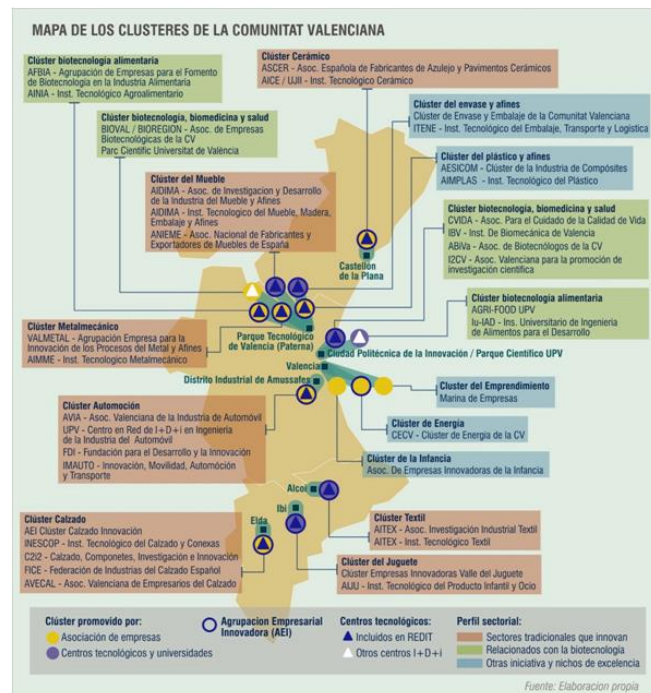 MAPA DE LOS CLUSTERES DE LA COMUNITAT VALENCIANA
Clúster biotecnologia alimentaria
AFBIA - Agrupación de Empresas para el Fomento
de Biotecnología en la Industria Alimentaria
AINIA - Inst. Tecnológico Agroalimentario
Clúster Cerámico
ASCER - Asoc. Española de Fabricantes de Azulejo y Pavimentos Cerámicos
AICE / UJII - Inst. Tecnológico Cerámico
Clúster biotecnologia, biomedicina y salud
BIOVAL / BIOREGION - Asoc. de Empresas
Biotecnológicas de la CV
Parc Científic Universitat de València
Clúster del envase y afines
Clúster de Envase y Embalaje de la Comunitat Valenciana
ITENE - Inst. Tecnológico del Embalaje, Transporte y Logística
Clúster del plástico y afines
AESICOM - Clúster de la Industria de Compósites
AIMPLAS - Inst. Tecnológico del Plástico
Clúster del Mueble
AIDIMA - Asoc. de Investigacion y Desarrollo
de la Industria del Mueble y Afines
AIDIMA - Inst. Tecnologico del Mueble, Madera,
Embalaje y Afines
ANIEME - Asoc. Nacional de Fabricantes y
Exportadores de Muebles de España
Clúster biotecnologia, biomedicina y salud
CVIDA - Asoc. Para el Cuidado de la Calidad de Vida
IBV - Inst. De Biomecánica de Valencia
ABiVa - Asoc. de Biotecnólogos de la CV
I2CV - Asoc. Valenciana para la promoción de
investigación científica
Castellón
de la Plana
Clúster biotecnologia alimentaria
AGRI-FOOD UPV
Iu-IAD - Ins. Universitario de Ingenieria
de Alimentos para el Desarrollo
Clúster Metalmecánico
VALMETAL - Agrupación Empresa para la
Innovación de los Procesos del Metal y Afines
AIMME - Inst. Tecnologico Metalmecánico
Parque Tecnológico
de Valencia (Paterna)
Ciudad Politécnica de la Innovación / Parque Científico UPV
Valencia
Distrito Industrial de Amussafes
Cluster del Emprendimiento
Marina de Empresas
Clúster de Energía
CECV - Clúster de Energía de la CV
Clúster de la Infancia
Asoc. De Empresas Innovadoras de la Infancia
Clúster Automoción
AVIA - Asoc. Valenciana de la Industria de Automóvil
UPV - Centro en Red de I+D+i en Ingenieria
de la Industria del Automóvil
FDI - Fundación para el Desarrollo y la Innovación
IMAUTO - Innovación, Movilidad, Automóción
y Transporte
Alcoi
Ibi
Elda
Clúster Calzado
AEI Clúster Calzado Innovación
INESCOP - Inst. Tecnológico del Calzado y Conexas
C2i2 - Calzado, Componetes, Investigación e Innovación
FICE - Federación de Industrias del Calzado Español
AVECAL - Asoc. Valenciana de Empresarios del Calzado
Clúster Textil
AITEX - Asoc. Investigación Industrial Textil
AITEX - Inst. Tecnológico Textil
Clúster del Juguete
Clúster Empresas Innovadoras Valle del Juguete
AIJU - Inst. Tecnológico del Producto Infantil y Ocio
Clúster promovido por:
Asociación de empresas
Centros tecnológicos y universidades
Agrupacion Empresarial
Innovadora (AEI)
Centros tecnológicos:
Incluidos en REDIT
Otros centros I+D+i
Perfil sectorial:
Sectores tradicionales que innovan
Relacionados con la biotecnología
Otras iniciativa y nichos de excelencia
Fuente: Elaboracion propia